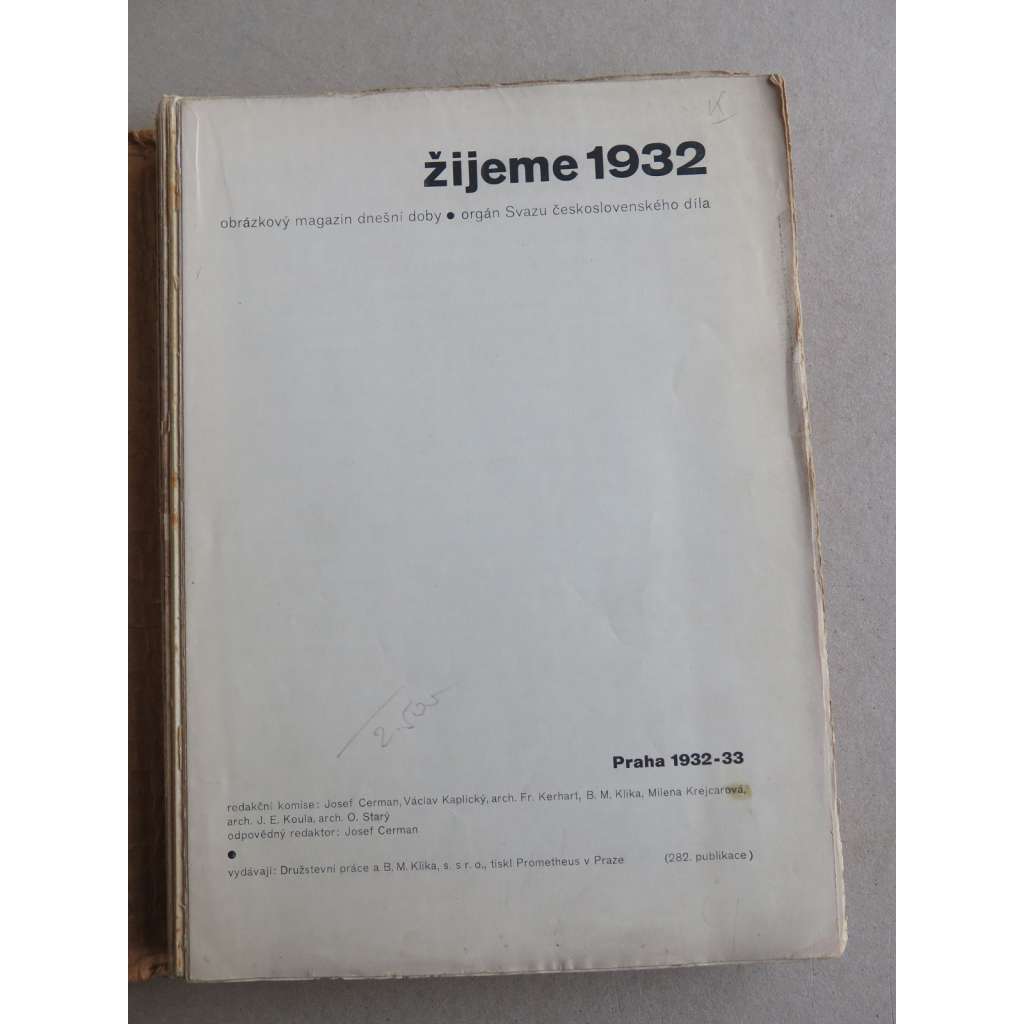 žijeme 1932
obrázkový magazin dnešní doby ● orgán Svazu československého díla
2.500
Praha 1932-33
redakční komise: Josef Cerman, Václav Kaplický, arch. Fr. Kerhart, B. M. Klika, Milena Krejcarová,
arch. J. E. Koula, arch. O. Starý
odpovědný redaktor: Josef Cerman
●
vydávají: Družstevní práce a B. M. Klika, s. s r. o., tiskl Prometheus v Praze (282. publikace)